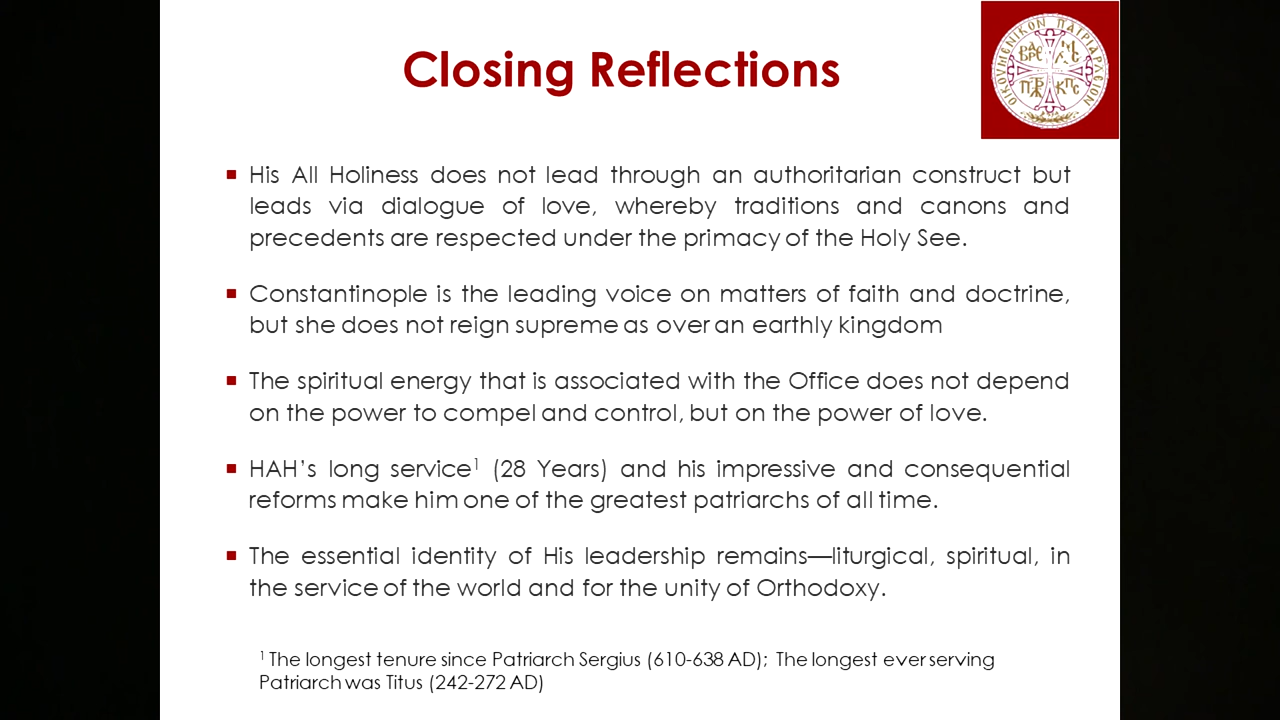 Closing Reflections
ΟΙΚΟΥΜΕΝΙΚΟΝ ΠΑΤΡΙΑΡΧΕΙΟΝ
▪ His All Holiness does not lead through an authoritarian construct but
leads via dialogue of love, whereby traditions and canons and
precedents are respected under the primacy of the Holy See.
▪ Constantinople is the leading voice on matters of faith and doctrine,
but she does not reign supreme as over an earthly kingdom
▪ The spiritual energy that is associated with the Office does not depend
on the power to compel and control, but on the power of love.
▪ HAH’s long service¹ (28 Years) and his impressive and consequential
reforms make him one of the greatest patriarchs of all time.
▪ The essential identity of His leadership remains—liturgical, spiritual, in
the service of the world and for the unity of Orthodoxy.
¹ The longest tenure since Patriarch Sergius (610-638 AD); The longest ever serving
Patriarch was Titus (242-272 AD)